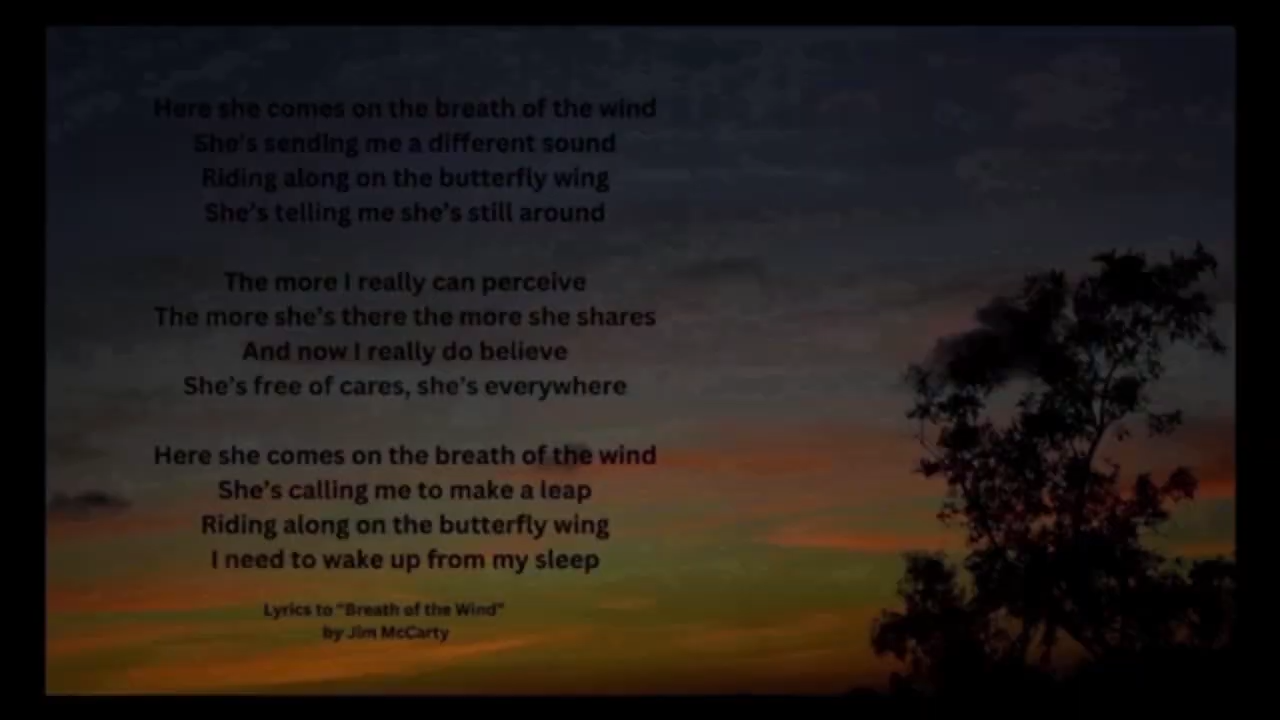 Here she comes on the breath of the wind
She's sending me a different sound
Riding along on the butterfly wing
She's telling me she's still around
The more I really can perceive
The more she's there the more she shares
And now I really do believe
She's free of cares, she's everywhere
Here she comes on the breath of the wind
She's calling me to make a leap
Riding along on the butterfly wing
I need to wake up from my sleep
Lyrics to "Breath of the Wind"
by Jim McCarty